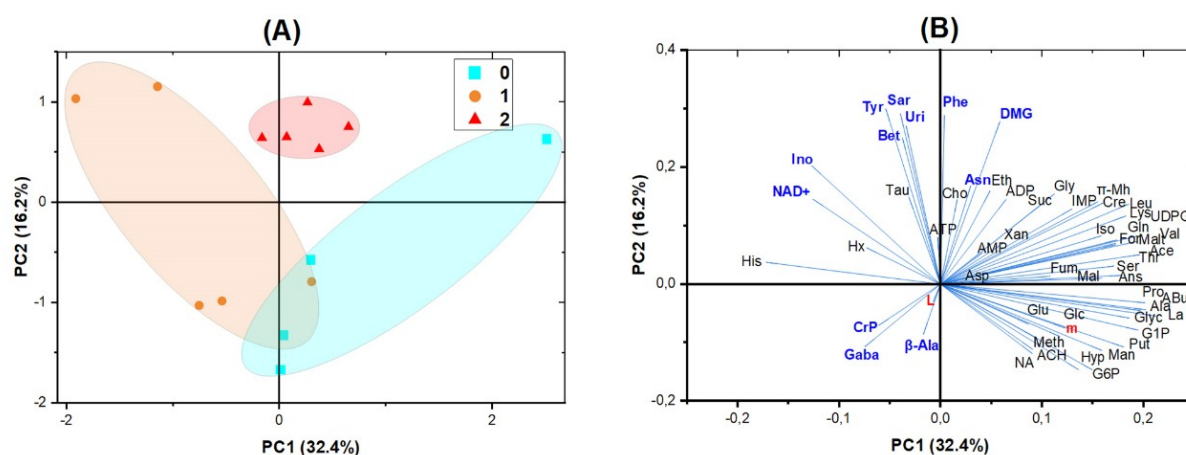 (A)
PC2 (16.2%)
1
0
-1
-2
-2
0
2
PC1 (32.4%)
0
1
2
(B)
PC2 (16.2%)
0,4
0,2
0,0
-0,2
-0,2
-0,1
0,0
0,1
0,2
PC1 (32.4%)
Tyr
Sar
Uri
Bet
Phe
DMG
Ino
NAD+
Tau
Cho
Asn
Eth
ADP
Suc
Gly
IMP
π-Mh
Cre
Leu
Lys
UDPG
ATP
Hx
His
Xan
AMP
Asp
Iso
Gln
Val
For
Malt
Ace
Thr
Fum
Mal
Ser
Ans
L
CrP
Gaba
β-Ala
Glu
Glc
m
Pro
ABu
Ala
Glyc
La
G1P
Meth
ACH
NA
Hyp
Man
Put
G6P